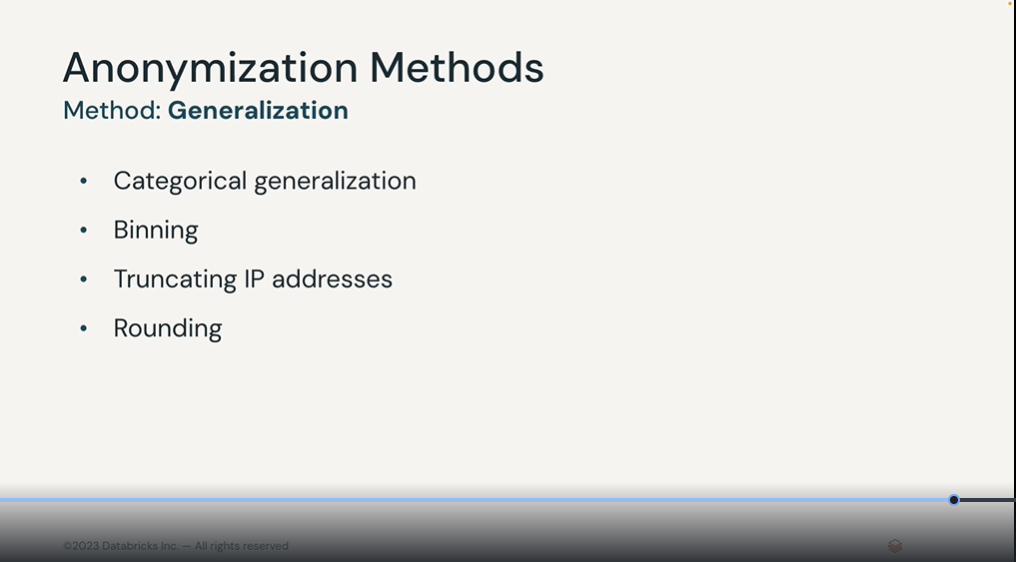 Anonymization Methods
Method: Generalization
• Categorical generalization
• Binning
• Truncating IP addresses
• Rounding
©2023 Databricks Inc. — All rights reserved